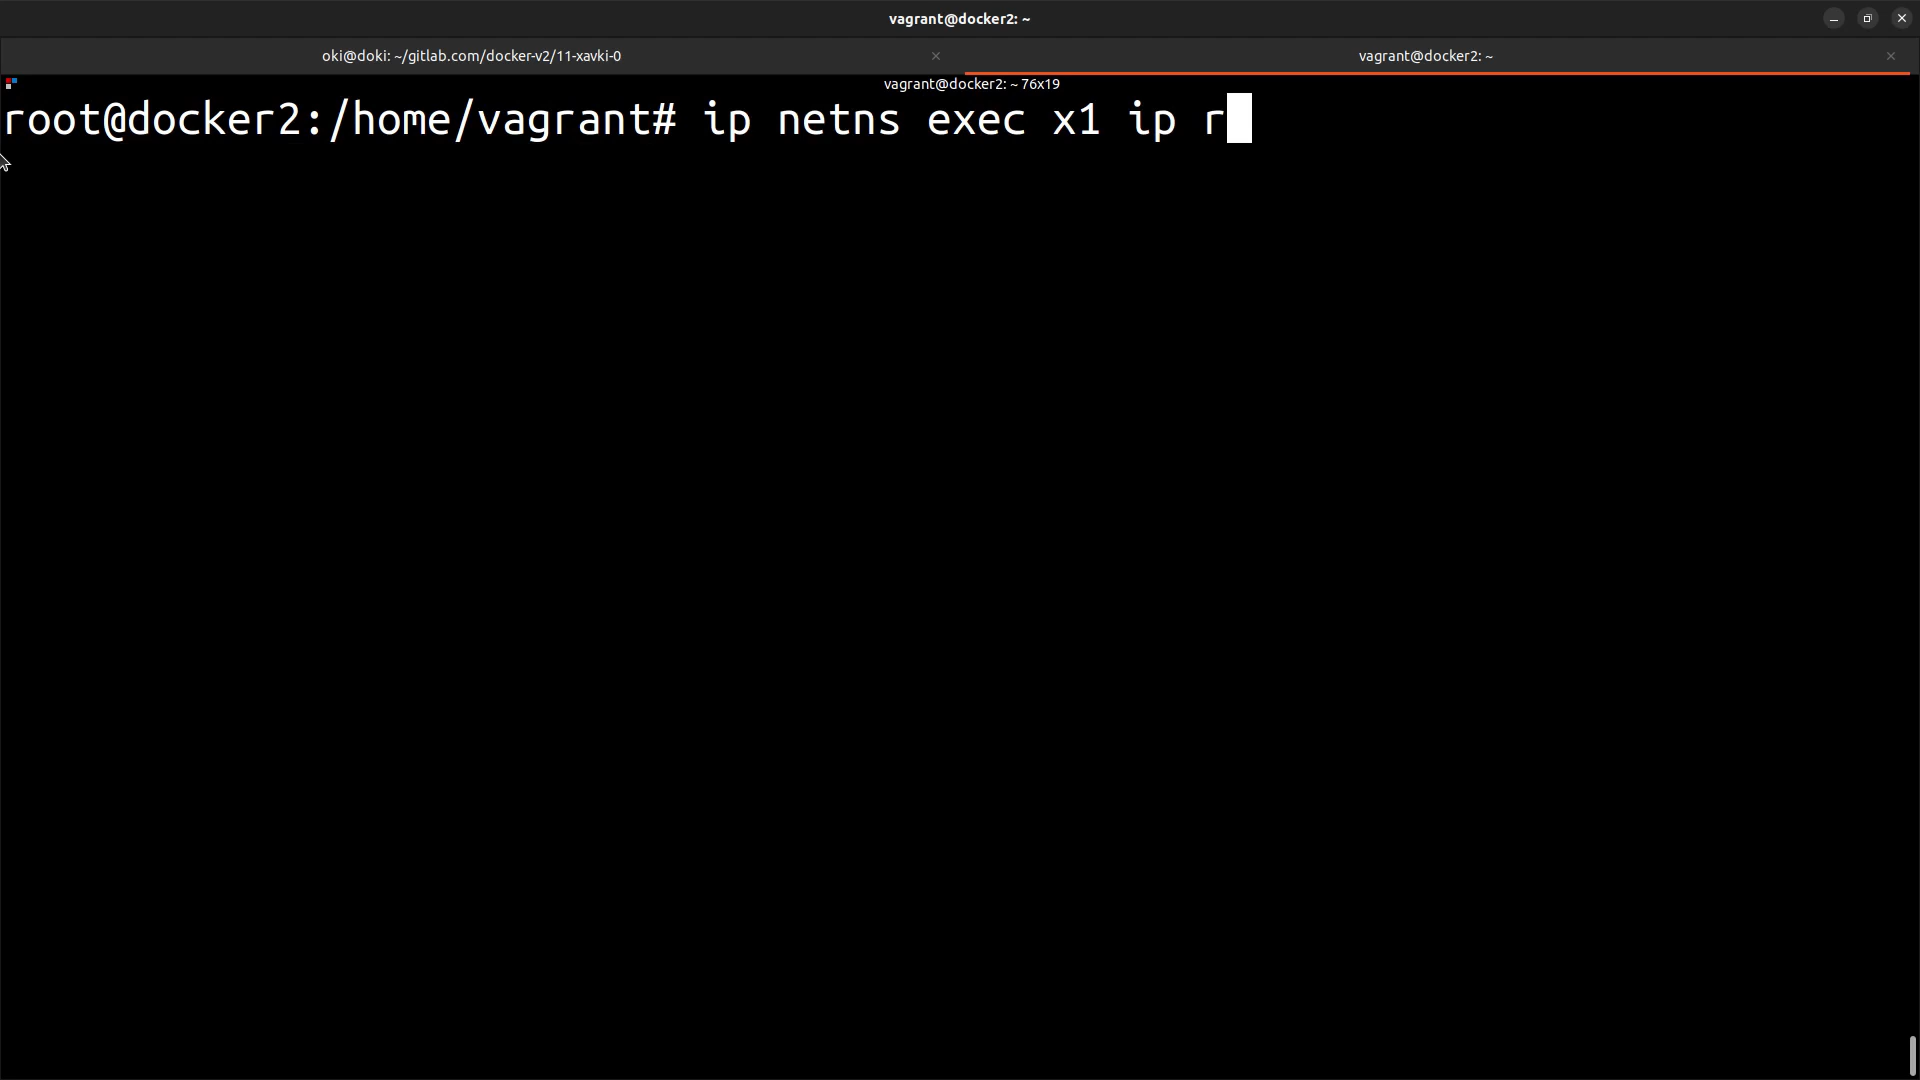 vagrant@docker2: ~
oki@doki: ~/gitlab.com/docker-v2/11-xavki-0
vagrant@docker2: ~
vagrant@docker2: ~ 76x19
root@docker2:/home/vagrant# ip netns exec x1 ip r